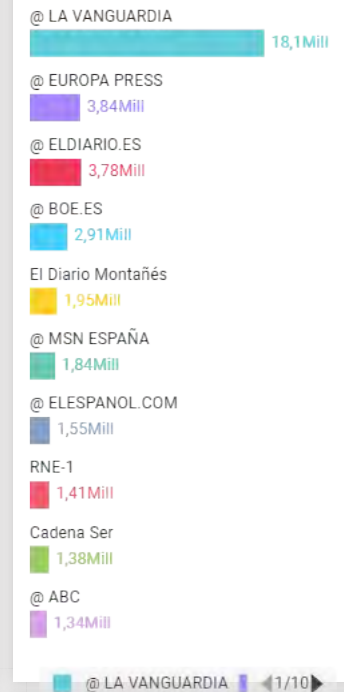 @ LA VANGUARDIA
18,1Mill
@ EUROPA PRESS
3,84Mill
@ ELDIARIO.ES
3,78Mill
@ BOE.ES
2,91Mill
El Diario Montañés
1,95Mill
@ MSN ESPAÑA
1,84Mill
@ ELESPANOL.COM
1,55Mill
RNE-1
1,41Mill
Cadena Ser
1,38Mill
@ ABC
1,34Mill
@ LA VANGUARDIA ◀1/10▶